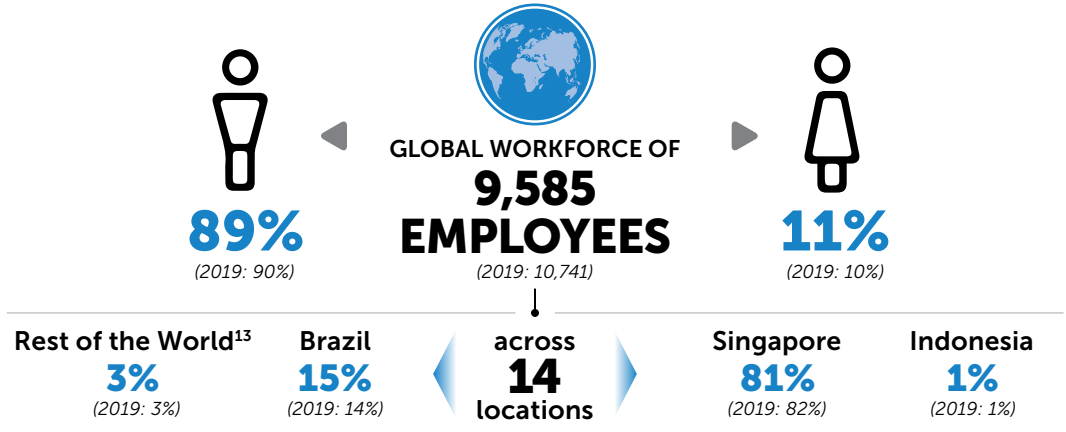 GLOBAL WORKFORCE OF
9,585
EMPLOYEES
(2019: 10,741)
89%
(2019: 90%)
11%
(2019: 10%)
Rest of the World13
3%
(2019: 3%)
Brazil
15%
(2019: 14%)
across
14
locations
Singapore
81%
(2019: 82%)
Indonesia
1%
(2019: 1%)